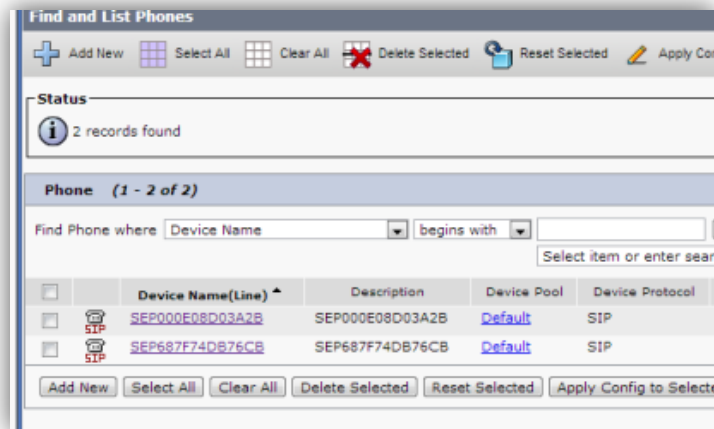 Find and List Phones
Add New Select All Clear All Delete Selected Reset Selected Apply Con
Status
i 2 records found
Phone (1 - 2 of 2)
Find Phone where Device Name begins with
Select item or enter sear
Device Name(Line) Description Device Pool Device Protocol
SIP SEP000E08D03A2B SEP000E08D03A2B Default SIP
SIP SEP687F74DB76CB SEP687F74DB76CB Default SIP
Add New Select All Clear All Delete Selected Reset Selected Apply Config to Selecte